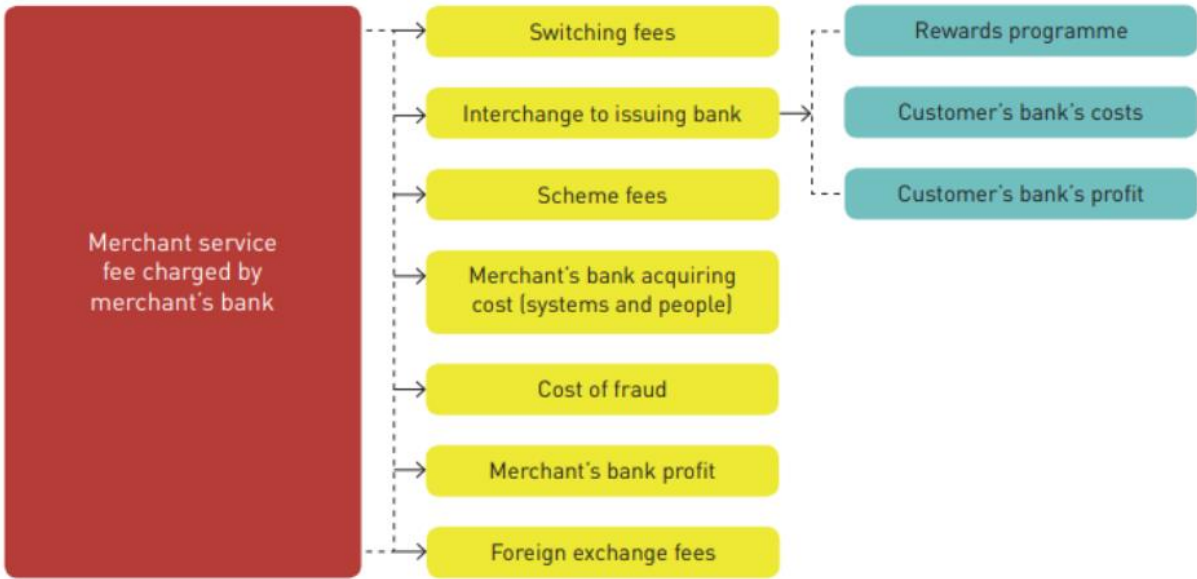 Merchant service
fee charged by
merchant's bank
Switching fees
Interchange to issuing bank
Scheme fees
Merchant's bank acquiring
cost (systems and people)
Cost of fraud
Merchant's bank profit
Foreign exchange fees
Rewards programme
Customer's bank's costs
Customer's bank's profit